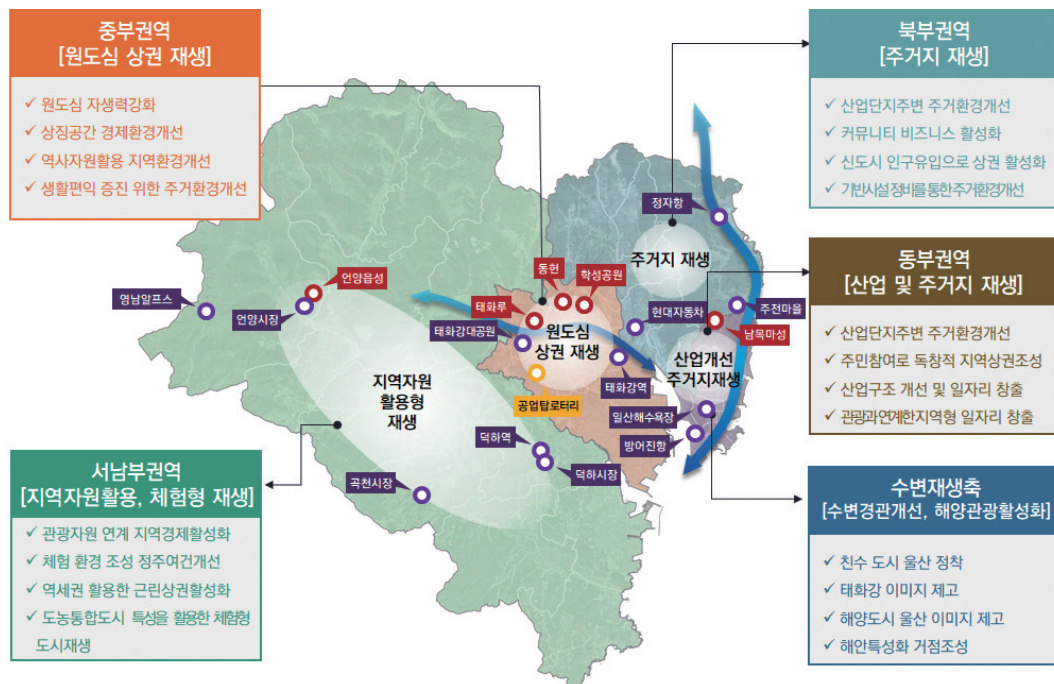 중부권역
[원도심 상권 재생]
✓ 원도심 자생력강화
✓ 상징공간 경제환경개선
✓ 역사자원활용 지역환경개선
✓ 생활편익 증진 위한 주거환경개선
북부권역
[주거지 재생]
✓ 산업단지주변 주거환경개선
✓ 커뮤니티 비즈니스 활성화
✓ 신도시 인구유입으로 상권 활성화
✓ 기반시설정비를통한주거환경개선
동부권역
[산업 및 주거지 재생]
✓ 산업단지주변 주거환경개선
✓ 주민참여로 독창적 지역상권조성
✓ 산업구조 개선 및 일자리 창출
✓ 관광과연계한지역형 일자리 창출
정자항
주거지 재생
동헌
학성공원
언양읍성
영남알프스
언양시장
태화루
태화강대공원
원도심
상권 재생
현대자동차
주전마을
남목마성
산업개선
주거지재생
태화강역
지역자원
활용형
재생
공업탑로터리
일산해수욕장
방어진항
덕하역
덕하시장
곡천시장
서남부권역
[지역자원활용, 체험형 재생]
✓ 관광자원 연계 지역경제활성화
✓ 체험 환경 조성 정주여건개선
✓ 역세권 활용한 근린상권활성화
✓ 도농통합도시 특성을 활용한 체험형
도시재생
수변재생축
[수변경관개선, 해양관광활성화]
✓ 친수 도시 울산 정착
✓ 태화강 이미지 제고
✓ 해양도시 울산 이미지 제고
✓ 해안특성화 거점조성